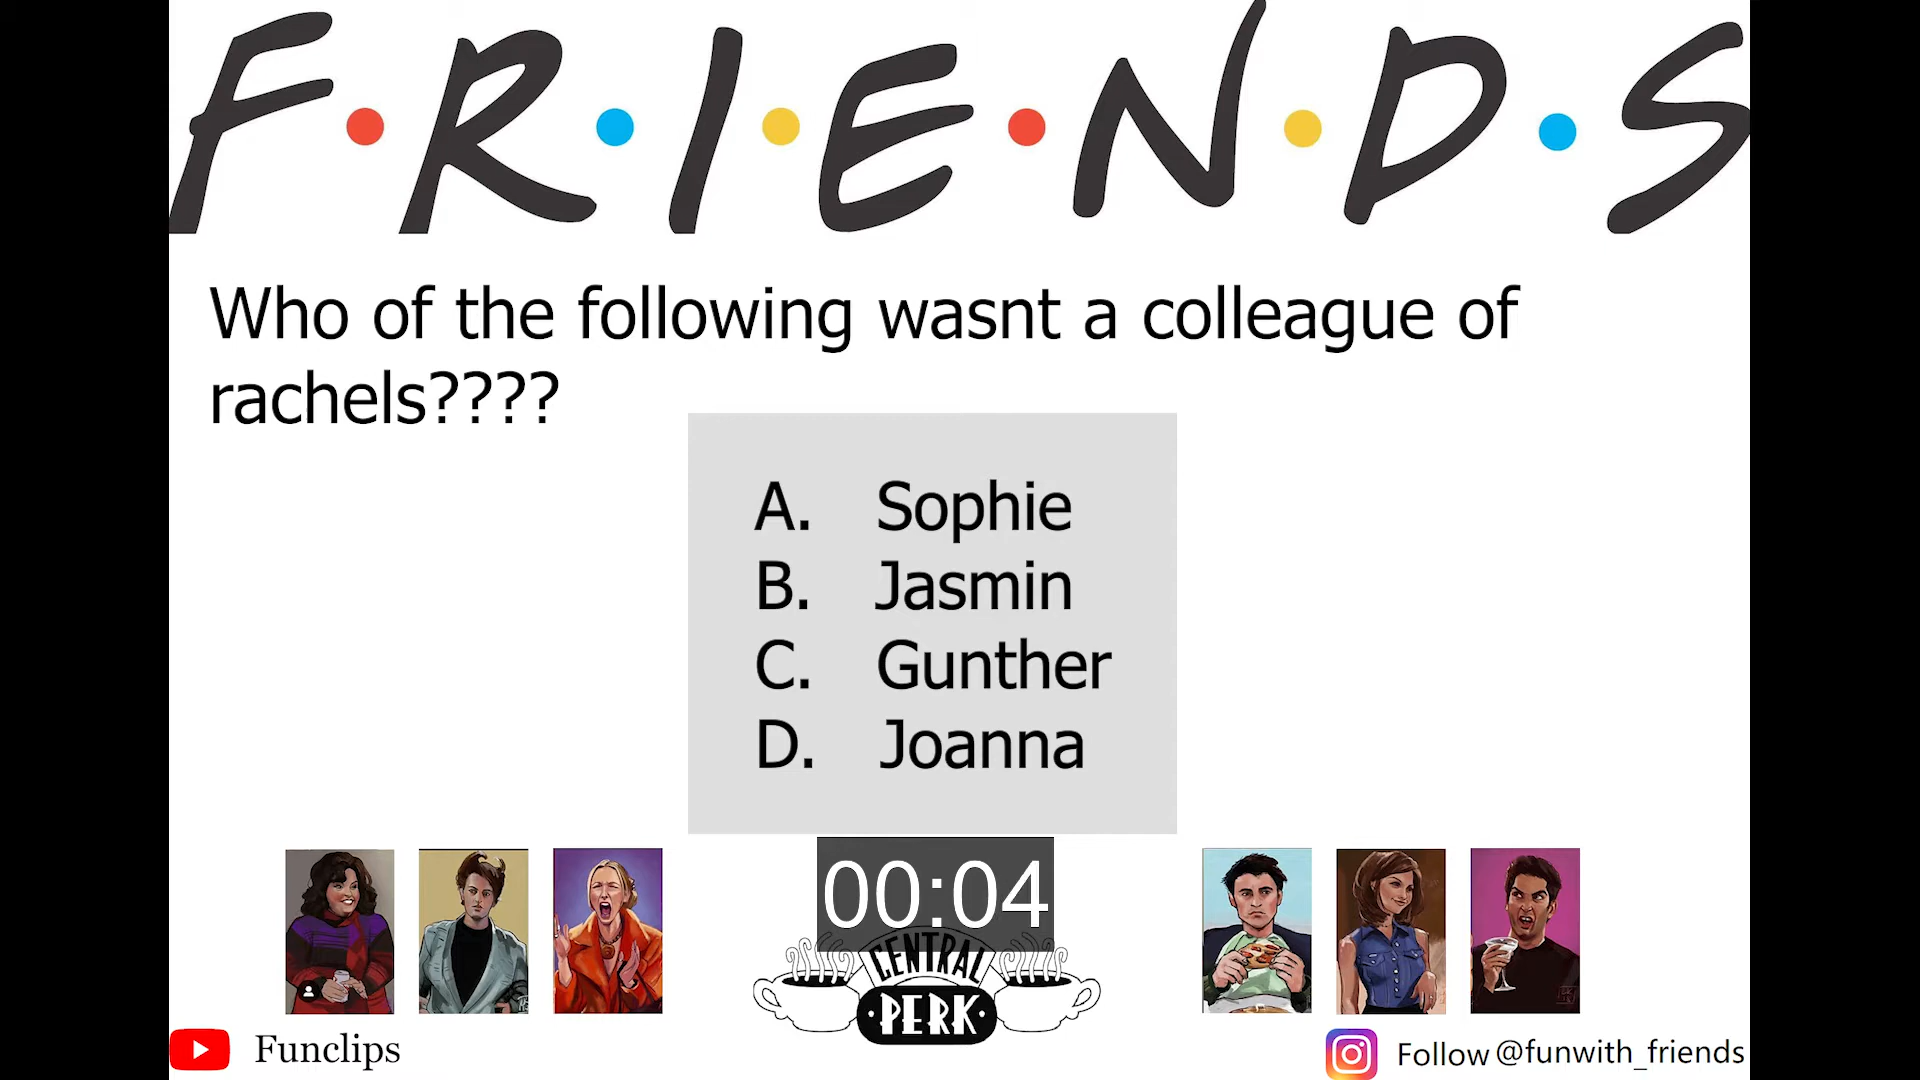 F•R•I•E•N•D•S
Who of the following wasnt a colleague of
rachels????
A. Sophie
B. Jasmin
C. Gunther
D. Joanna
00:04
CENTRAL
•PERK•
Funclips
Follow @funwith_friends